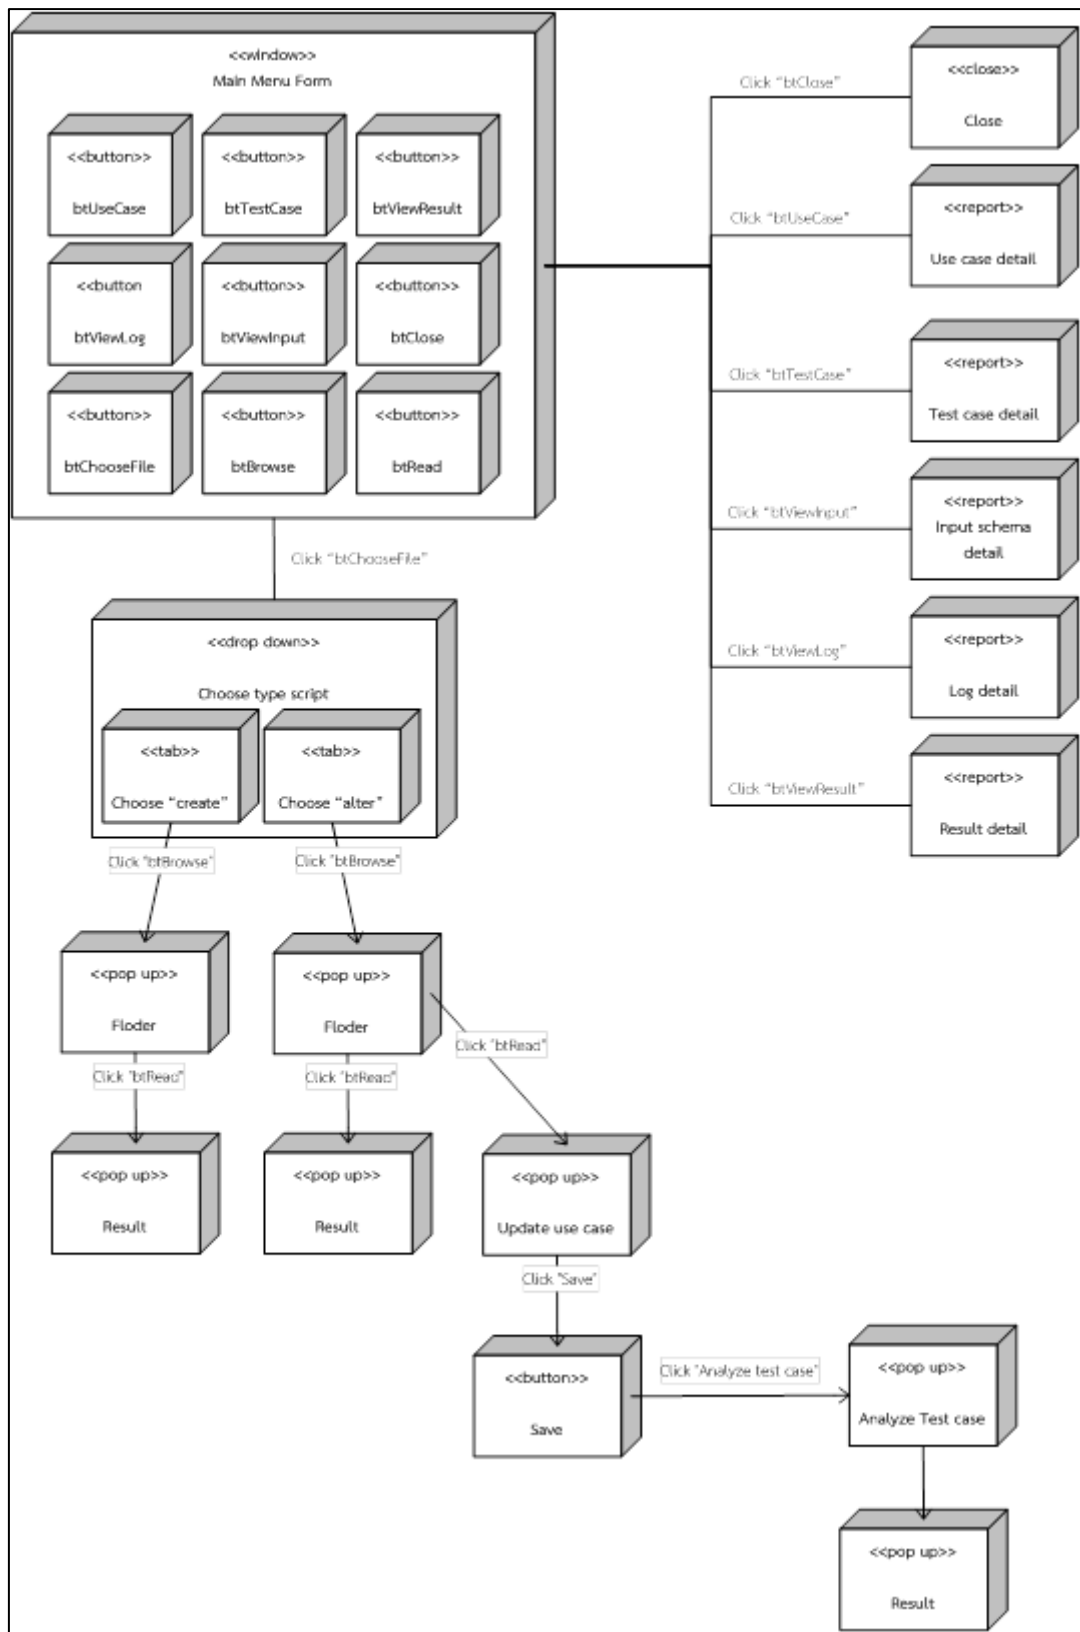 <<window>>
Main Menu Form
<<button>>
btUseCase
<<button>>
btTestCase
<<button>>
btViewResult
<<button
btViewLog
<<button>>
btViewInput
<<button>>
btClose
<<button>>
btChooseFile
<<button>>
btBrowse
<<button>>
btRead
Click "btClose"
<<close>>
Close
Click "btUseCase"
<<report>>
Use case detail
Click "btTestCase"
<<report>>
Test case detail
Click "btViewInput"
<<report>>
Input schema
detail
Click "btViewLog"
<<report>>
Log detail
Click "btViewResult"
<<report>>
Result detail
Click "btChooseFile"
<<drop down>>
Choose type script
<<tab>>
Choose "create"
<<tab>>
Choose "alter"
Click "btBrowse"
Click "btBrowse"
<<pop up>>
Floder
<<pop up>>
Floder
Click "btRead"
Click "btRead"
Click "btRead"
<<pop up>>
Result
<<pop up>>
Result
<<pop up>>
Update use case
Click "Save"
<<button>>
Save
Click "Analyze test case"
<<pop up>>
Analyze Test case
<<pop up>>
Result